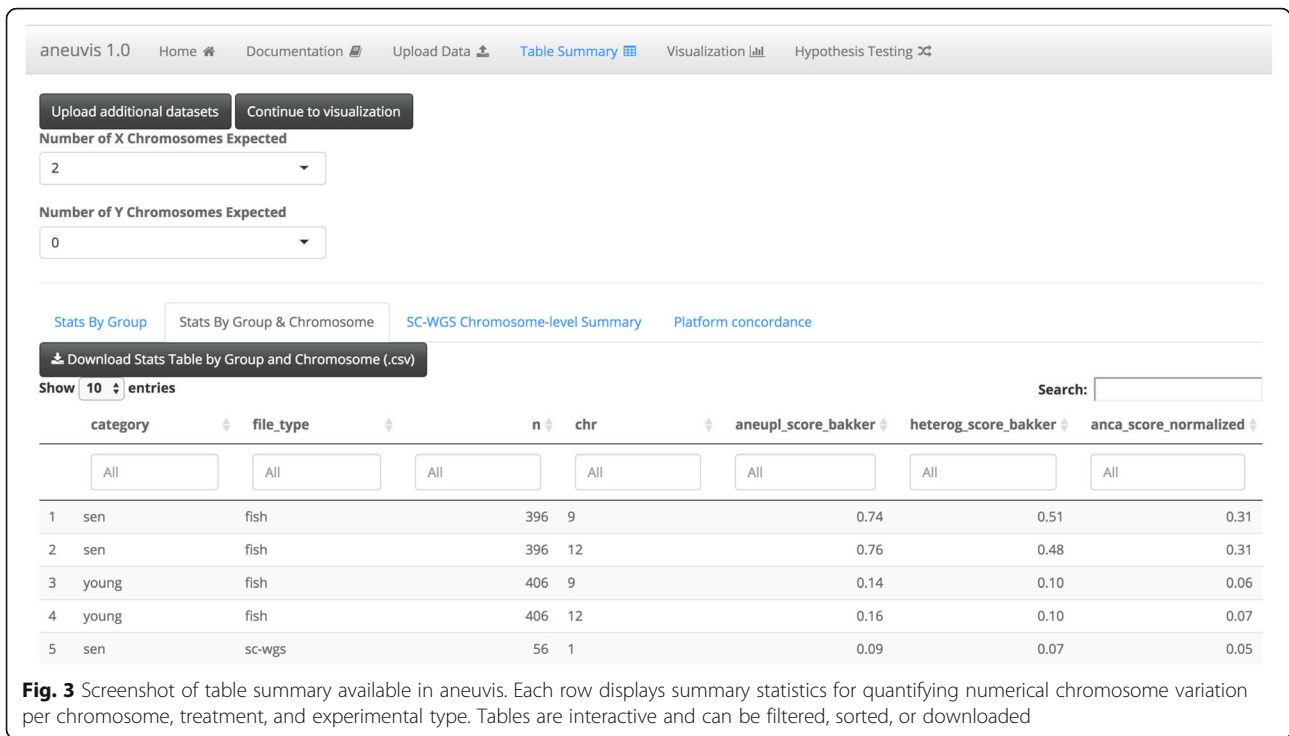 aneuvis 1.0 Home Documentation Upload Data Table Summary Visualization Hypothesis Testing
Upload additional datasets Continue to visualization
Number of X Chromosomes Expected
2
Number of Y Chromosomes Expected
0
Stats By Group Stats By Group & Chromosome SC-WGS Chromosome-level Summary Platform concordance
Download Stats Table by Group and Chromosome (.csv)
Show 10 entries Search:
category file_type n chr aneupl_score_bakker heterog_score_bakker anca_score_normalized
All All All All All All All
1 sen fish 396 9 0.74 0.51 0.31
2 sen fish 396 12 0.76 0.48 0.31
3 young fish 406 9 0.14 0.10 0.06
4 young fish 406 12 0.16 0.10 0.07
5 sen sc-wgs 56 1 0.09 0.07 0.05
Fig. 3 Screenshot of table summary available in aneuvis. Each row displays summary statistics for quantifying numerical chromosome variation
per chromosome, treatment, and experimental type. Tables are interactive and can be filtered, sorted, or downloaded